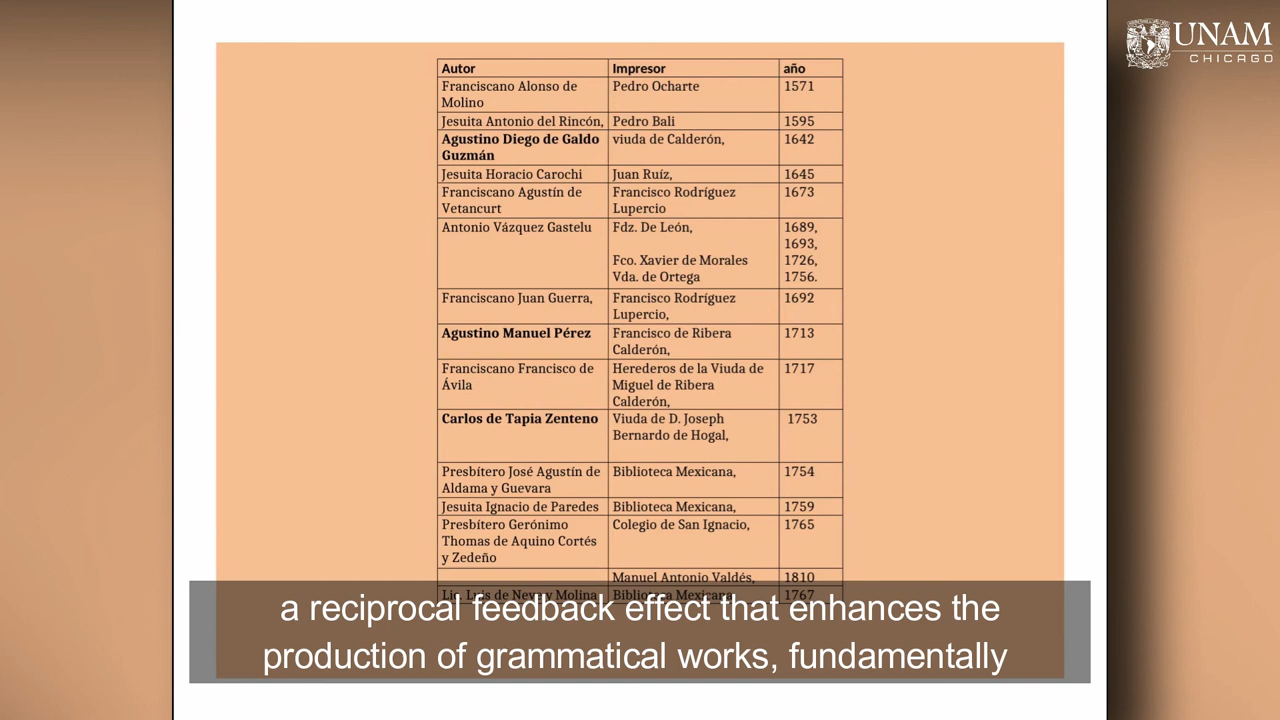 UNAM
CHICAGO
Autor Impresor año
Franciscano Alonso de Pedro Ocharte 1571
Molino
Jesuita Antonio del Rincón, Pedro Bali 1595
Agustino Diego de Galdo viuda de Calderón, 1642
Guzmán
Jesuita Horacio Carochi Juan Ruíz, 1645
Franciscano Agustín de Francisco Rodríguez 1673
Vetancurt Lupercio
Antonio Vázquez Gastelu Fdz. De León, 1689,
1693,
Fco. Xavier de Morales 1726,
Vda. de Ortega 1756.
Franciscano Juan Guerra, Francisco Rodríguez 1692
Lupercio,
Agustino Manuel Pérez Francisco de Ribera 1713
Calderón,
Franciscano Francisco de Herederos de la Viuda de 1717
Ávila Miguel de Ribera
Calderón,
Carlos de Tapia Zenteno Viuda de D. Joseph 1753
Bernardo de Hogal,
Presbítero José Agustín de Biblioteca Mexicana, 1754
Aldama y Guevara
Jesuita Ignacio de Paredes Biblioteca Mexicana, 1759
Presbítero Gerónimo Colegio de San Ignacio, 1765
Thomas de Aquino Cortés
y Zedeño
Manuel Antonio Valdés, 1810
Lic. Luis de Neve y Molina Biblioteca Mexicana 1767
a reciprocal feedback effect that enhances the
production of grammatical works, fundamentally